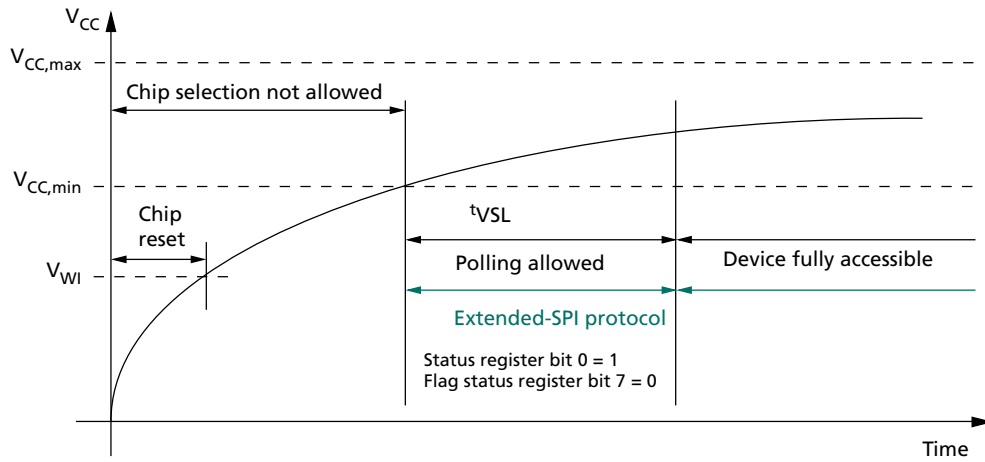 VCC
VCC,max
Chip selection not allowed
VCC,min
tVSL
Chip
reset
VWI
Polling allowed
Device fully accessible
Extended-SPI protocol
Status register bit 0 = 1
Flag status register bit 7 = 0
Time